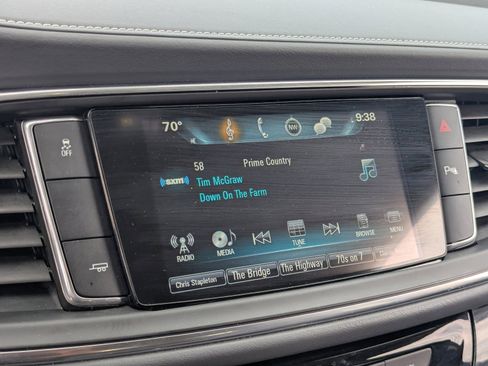 70° NW 9:38
OFF
58 Prime Country
((sxm)) Tim McGraw
Down On The Farm
RADIO MEDIA TUNE BROWSE MENU
Chris Stapleton The Bridge The Highway 70s on 7